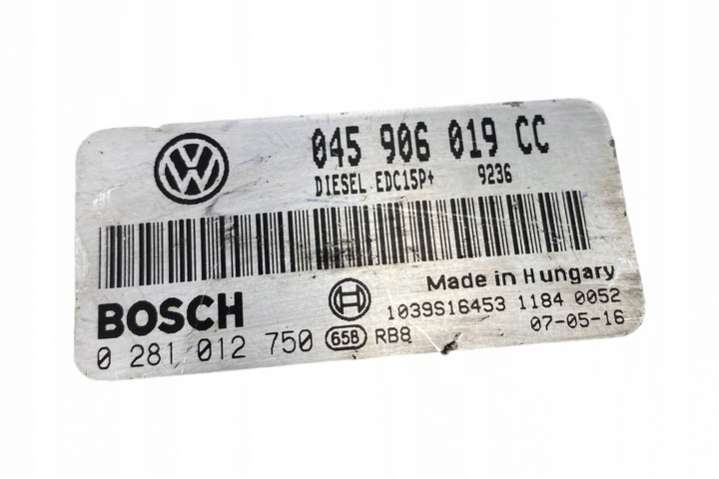 045 906 019 CC
DIESEL EDC15P+ 9236
BOSCH
Made in Hungary
1039S16453 1184 0052
0 281 012 750 658 RB8 07-05-16